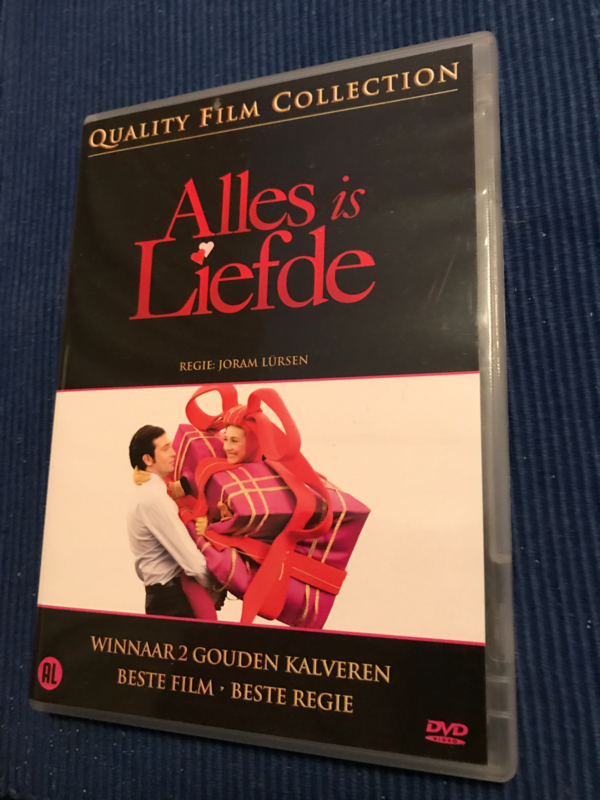 QUALITY FILM COLLECTION
Alles is
Liefde
REGIE: JORAM LÜRSEN
WINNAAR 2 GOUDEN KALVEREN
BESTE FILM · BESTE REGIE
AL
DVD
VIDEO